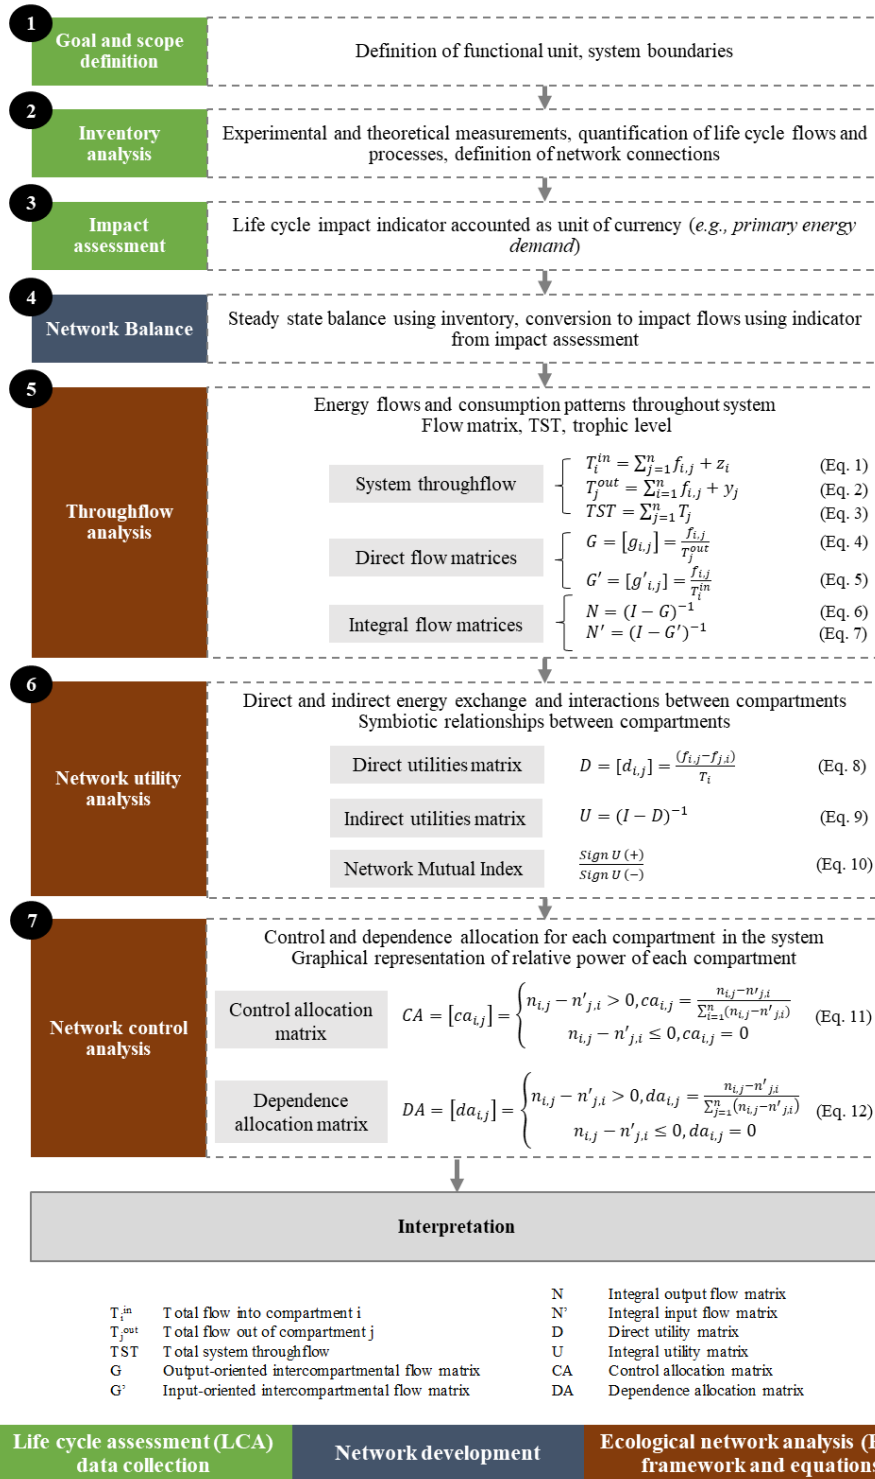 1
Goal and scope
definition
Definition of functional unit, system boundaries
2
Inventory
analysis
Experimental and theoretical measurements, quantification of life cycle flows and
processes, definition of network connections
3
Impact
assessment
Life cycle impact indicator accounted as unit of currency (e.g., primary energy
demand)
4
Network Balance
Steady state balance using inventory, conversion to impact flows using indicator
from impact assessment
5
Throughflow
analysis
Energy flows and consumption patterns throughout system
Flow matrix, TST, trophic level
System throughflow
T_i^{in} = ∑_{j=1}^{n} f_{i,j} + z_i (Eq. 1)
T_j^{out} = ∑_{i=1}^{n} f_{i,j} + y_j (Eq. 2)
TST = ∑_{j=1}^{n} T_j (Eq. 3)
Direct flow matrices
G = [g_{i,j}] = f_{i,j}/T_j^{out} (Eq. 4)
G' = [g'_{i,j}] = f_{i,j}/T_i^{in} (Eq. 5)
Integral flow matrices
N = (I − G)^{-1} (Eq. 6)
N' = (I − G')^{-1} (Eq. 7)
6
Network utility
analysis
Direct and indirect energy exchange and interactions between compartments
Symbiotic relationships between compartments
Direct utilities matrix
D = [d_{i,j}] = (f_{i,j}−f_{j,i})/T_i (Eq. 8)
Indirect utilities matrix
U = (I − D)^{-1} (Eq. 9)
Network Mutual Index
Sign U (+)/Sign U (−) (Eq. 10)
7
Network control
analysis
Control and dependence allocation for each compartment in the system
Graphical representation of relative power of each compartment
Control allocation
matrix
CA = [ca_{i,j}] = { n_{i,j} − n'_{j,i} > 0, ca_{i,j} = (n_{i,j}−n'_{j,i})/∑_{i=1}^{n}(n_{i,j}−n'_{j,i}) (Eq. 11)
n_{i,j} − n'_{j,i} ≤ 0, ca_{i,j} = 0
Dependence
allocation matrix
DA = [da_{i,j}] = { n_{i,j} − n'_{j,i} > 0, da_{i,j} = (n_{i,j}−n'_{j,i})/∑_{j=1}^{n}(n_{i,j}−n'_{j,i}) (Eq. 12)
n_{i,j} − n'_{j,i} ≤ 0, da_{i,j} = 0
Interpretation
T_i^{in} Total flow into compartment i
T_j^{out} Total flow out of compartment j
TST Total system throughflow
G Output-oriented intercompartmental flow matrix
G' Input-oriented intercompartmental flow matrix
N Integral output flow matrix
N' Integral input flow matrix
D Direct utility matrix
U Integral utility matrix
CA Control allocation matrix
DA Dependence allocation matrix
Life cycle assessment (LCA)
data collection
Network development
Ecological network analysis (
framework and equations